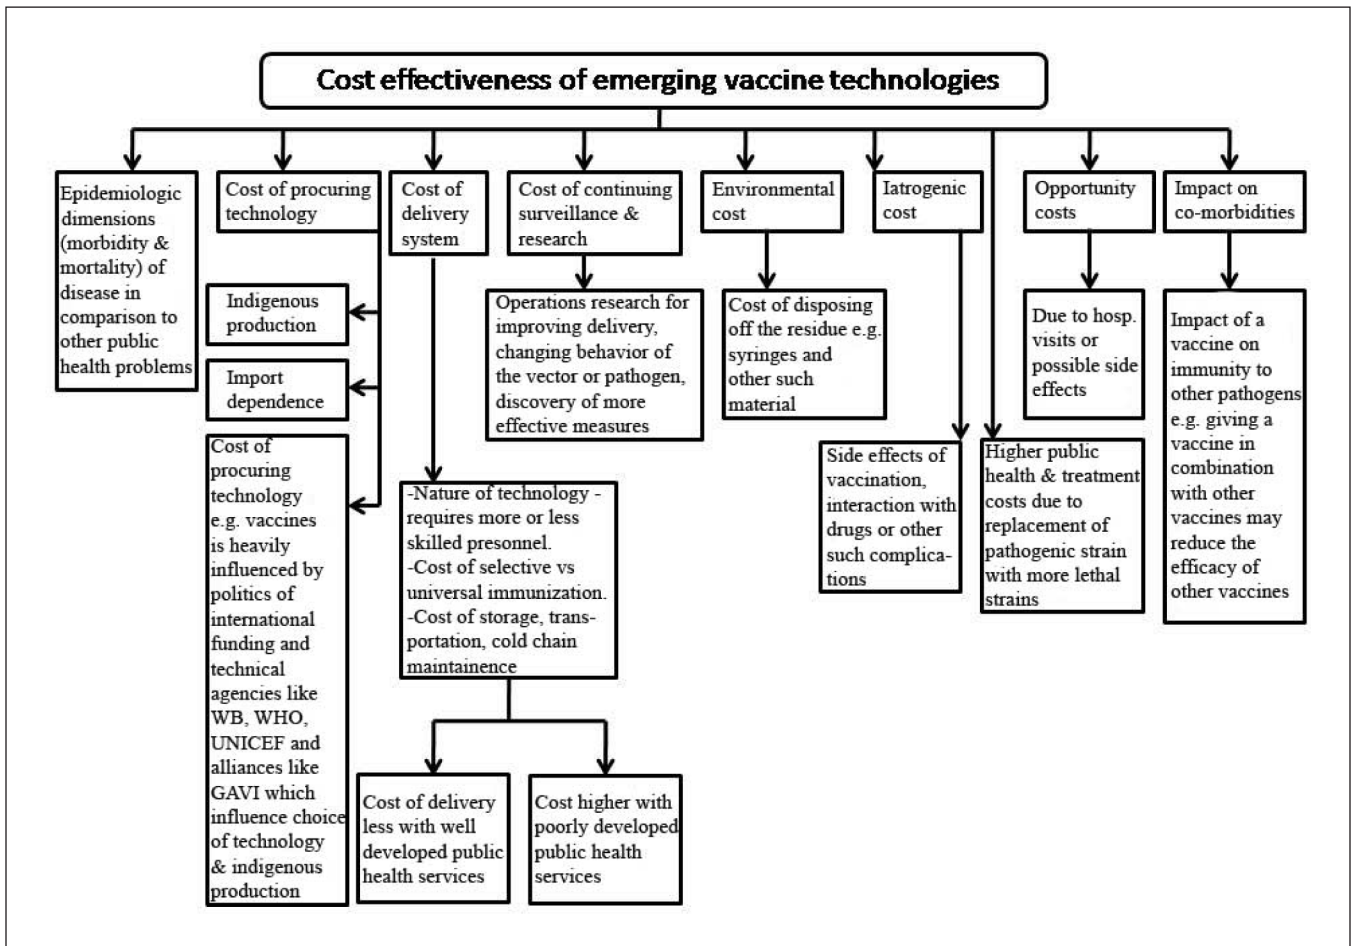 Cost effectiveness of emerging vaccine technologies
Epidemiologic
dimensions
(morbidity &
mortality) of
disease in
comparison to
other public
health problems
Cost of procuring
technology
Cost of
delivery
system
Cost of continuing
surveillance &
research
Environmental
cost
Iatrogenic
cost
Opportunity
costs
Impact on
co-morbidities
Indigenous
production
Import
dependence
Cost of
procuring
technology
e.g. vaccines
is heavily
influenced by
politics of
international
funding and
technical
agencies like
WB, WHO,
UNICEF and
alliances like
GAVI which
influence choice
of technology
& indigenous
production
Operations research for
improving delivery,
changing behavior of
the vector or pathogen,
discovery of more
effective measures
Cost of disposing
off the residue e.g.
syringes and
other such
material
Due to hosp.
visits or
possible side
effects
Impact of a
vaccine on
immunity to
other pathogens
e.g. giving a
vaccine in
combination
with other
vaccines may
reduce the
efficacy of
other vaccines
Side effects of
vaccination,
interaction with
drugs or other
such complica-
tions
Higher public
health & treatment
costs due to
replacement of
pathogenic strain
with more lethal
strains
-Nature of technology -
requires more or less
skilled presonnel.
-Cost of selective vs
universal immunization.
-Cost of storage, trans-
portation, cold chain
maintainence
Cost of delivery
less with well
developed public
health services
Cost higher with
poorly developed
public health
services